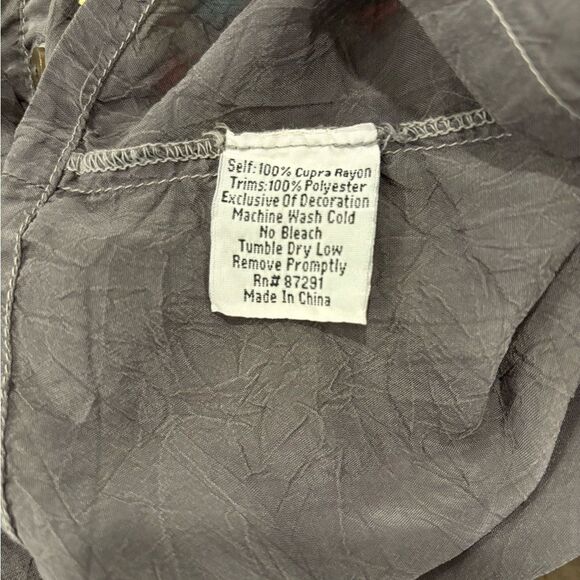 Self:100% Cupra Rayon
Trims:100% Polyester
Exclusive Of Decoration
Machine Wash Cold
No Bleach
Tumble Dry Low
Remove Promptly
Rn# 87291
Made In China